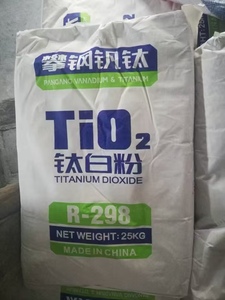 攀钢钒钛
PANGANG VANADIUM & TITANIUM
TiO2
钛白粉
TITANIUM DIOXIDE
R-298
NET WEIGHT: 25KG
MADE IN CHINA